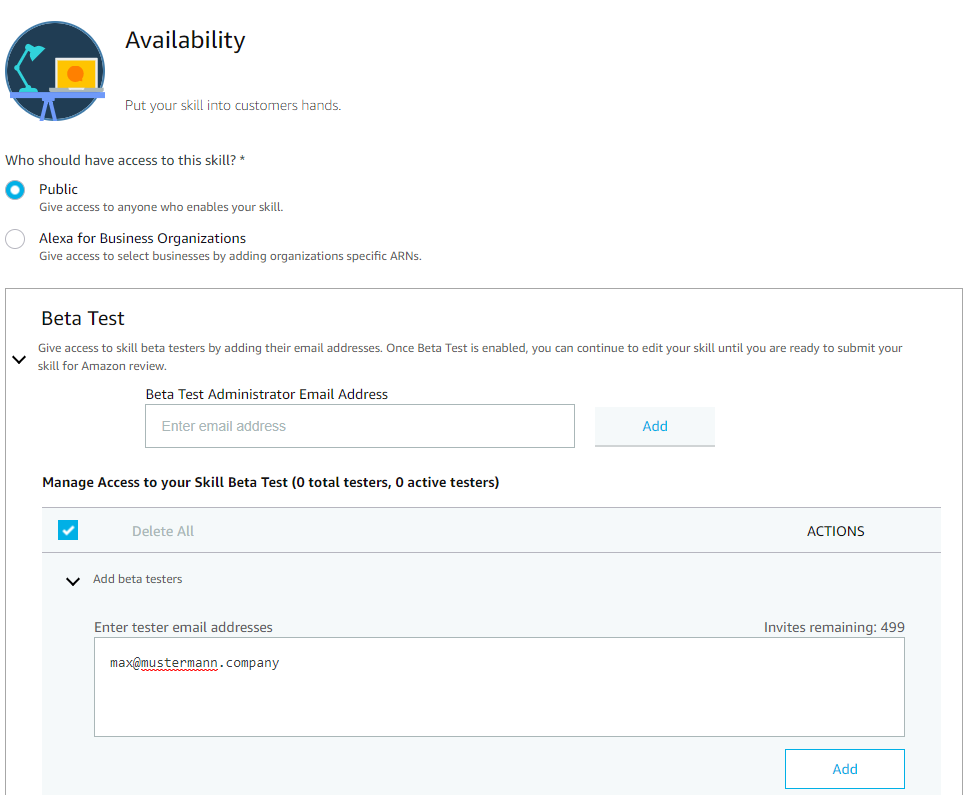 Availability
Put your skill into customers hands.
Who should have access to this skill? *
Public
Give access to anyone who enables your skill.
Alexa for Business Organizations
Give access to select businesses by adding organizations specific ARNs.
Beta Test
Give access to skill beta testers by adding their email addresses. Once Beta Test is enabled, you can continue to edit your skill until you are ready to submit your
skill for Amazon review.
Beta Test Administrator Email Address
Enter email address
Add
Manage Access to your Skill Beta Test (0 total testers, 0 active testers)
Delete All
ACTIONS
Add beta testers
Enter tester email addresses
Invites remaining: 499
max@mustermann.company
Add